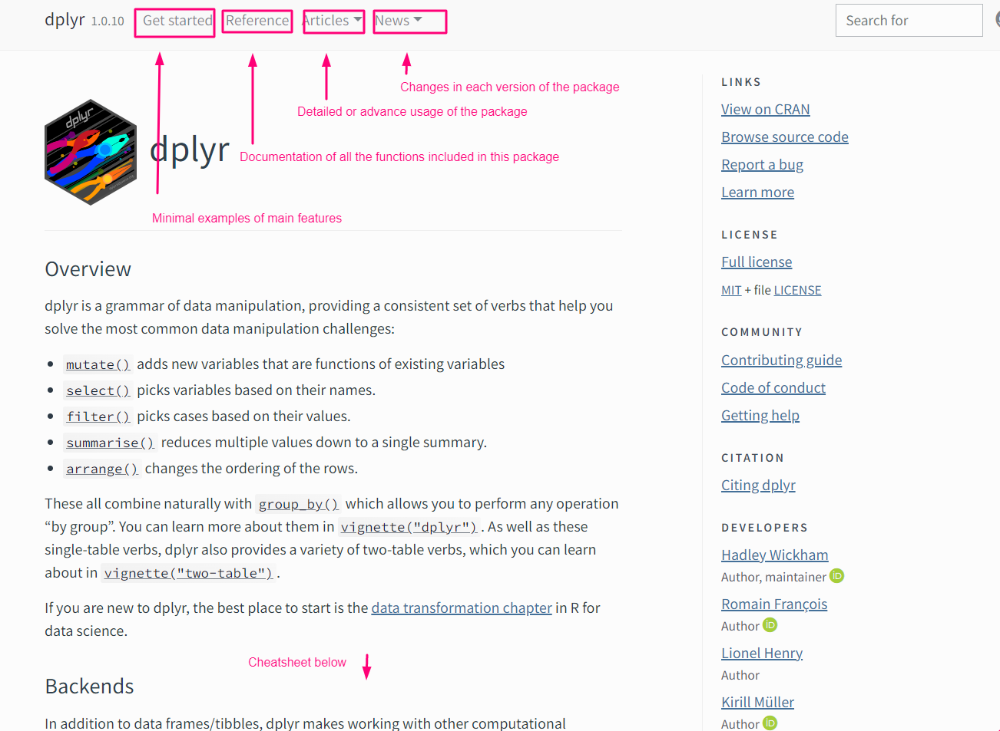 dplyr 1.0.10 Get started Reference Articles News Search for
Changes in each version of the package
Detailed or advance usage of the package
dplyr
dplyr
Documentation of all the functions included in this package
Minimal examples of main features
Overview
dplyr is a grammar of data manipulation, providing a consistent set of verbs that help you
solve the most common data manipulation challenges:
mutate() adds new variables that are functions of existing variables
select() picks variables based on their names.
filter() picks cases based on their values.
summarise() reduces multiple values down to a single summary.
arrange() changes the ordering of the rows.
These all combine naturally with group_by() which allows you to perform any operation
“by group”. You can learn more about them in vignette("dplyr") . As well as these
single-table verbs, dplyr also provides a variety of two-table verbs, which you can learn
about in vignette("two-table") .
If you are new to dplyr, the best place to start is the data transformation chapter in R for
data science.
Cheatsheet below
Backends
In addition to data frames/tibbles, dplyr makes working with other computational
LINKS
View on CRAN
Browse source code
Report a bug
Learn more
LICENSE
Full license
MIT + file LICENSE
COMMUNITY
Contributing guide
Code of conduct
Getting help
CITATION
Citing dplyr
DEVELOPERS
Hadley Wickham
Author, maintainer iD
Romain François
Author iD
Lionel Henry
Author
Kirill Müller
Author iD